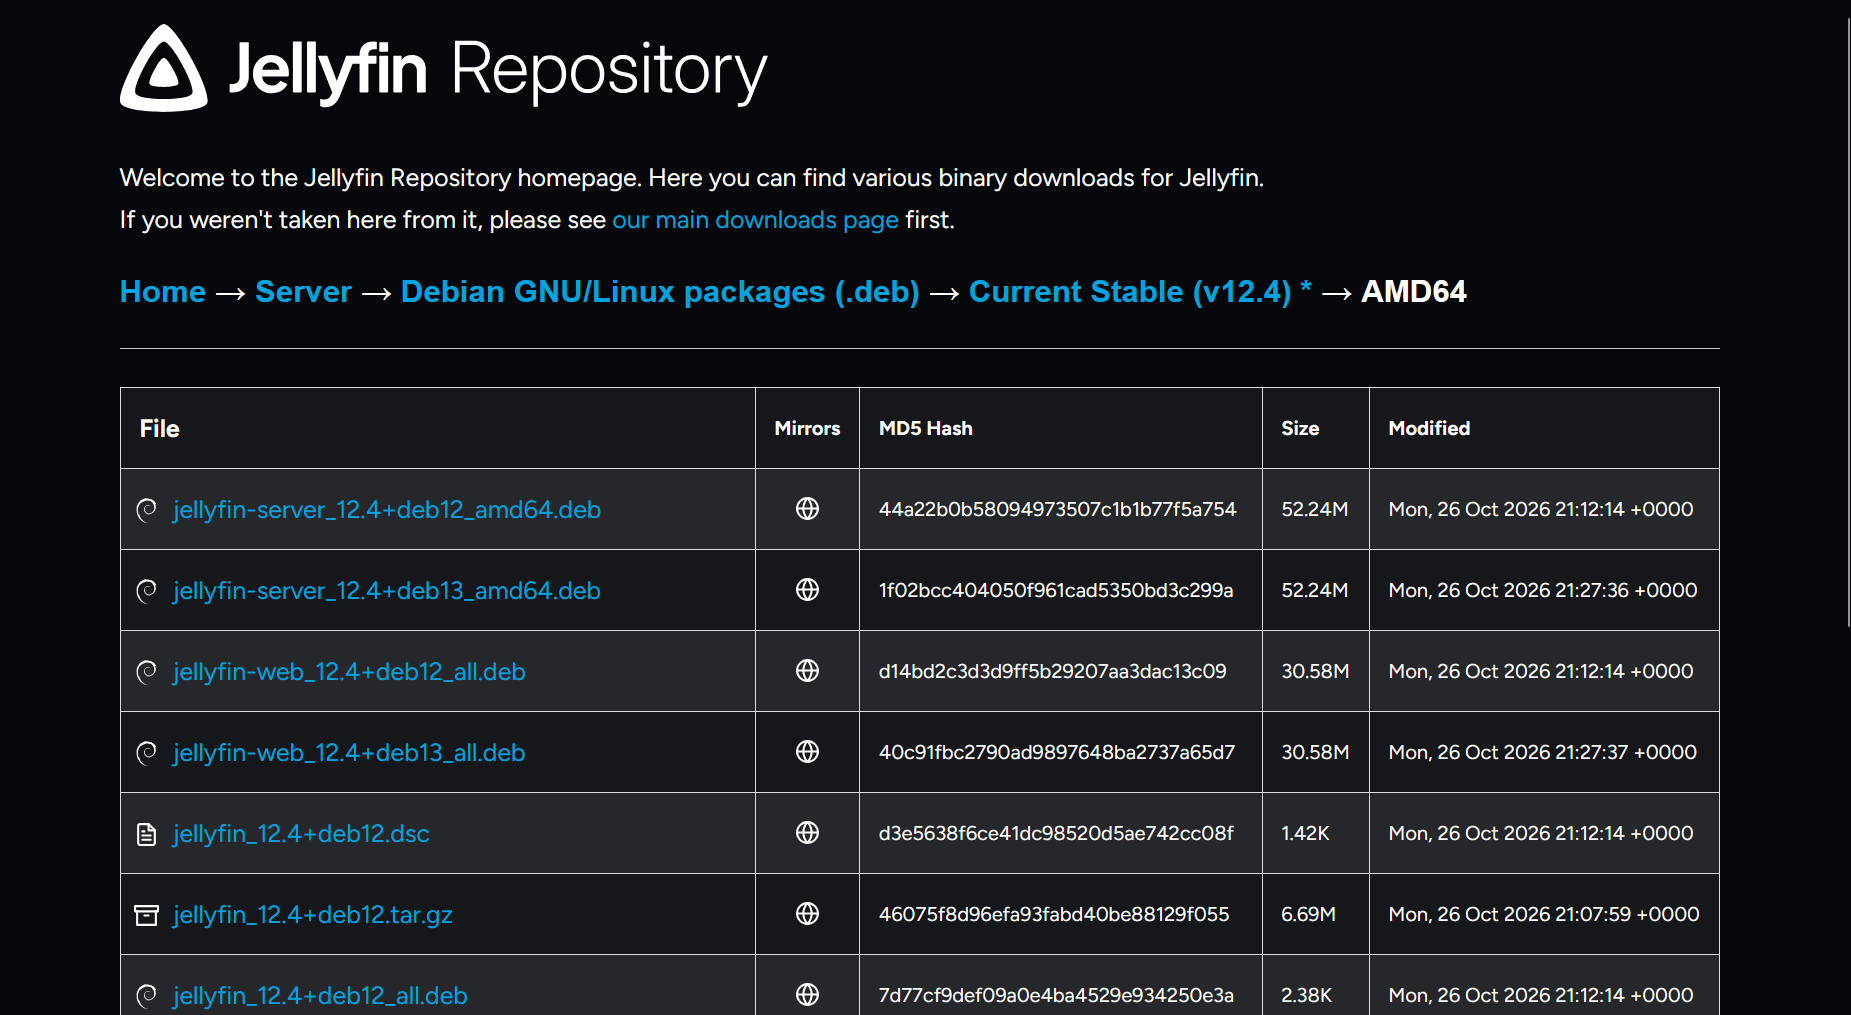 Jellyfin Repository
Welcome to the Jellyfin Repository homepage. Here you can find various binary downloads for Jellyfin.
If you weren't taken here from it, please see our main downloads page first.
Home → Server → Debian GNU/Linux packages (.deb) → Current Stable (v12.4) * → AMD64
File Mirrors MD5 Hash Size Modified
jellyfin-server_12.4+deb12_amd64.deb 44a22b0b58094973507c1b1b77f5a754 52.24M Mon, 26 Oct 2026 21:12:14 +0000
jellyfin-server_12.4+deb13_amd64.deb 1f02bcc404050f961cad5350bd3c299a 52.24M Mon, 26 Oct 2026 21:27:36 +0000
jellyfin-web_12.4+deb12_all.deb d14bd2c3d3d9ff5b29207aa3dac13c09 30.58M Mon, 26 Oct 2026 21:12:14 +0000
jellyfin-web_12.4+deb13_all.deb 40c91fbc2790ad9897648ba2737a65d7 30.58M Mon, 26 Oct 2026 21:27:37 +0000
jellyfin_12.4+deb12.dsc d3e5638f6ce41dc98520d5ae742cc08f 1.42K Mon, 26 Oct 2026 21:12:14 +0000
jellyfin_12.4+deb12.tar.gz 46075f8d96efa93fabd40be88129f055 6.69M Mon, 26 Oct 2026 21:07:59 +0000
jellyfin_12.4+deb12_all.deb 7d77cf9def09a0e4ba4529e934250e3a 2.38K Mon, 26 Oct 2026 21:12:14 +0000